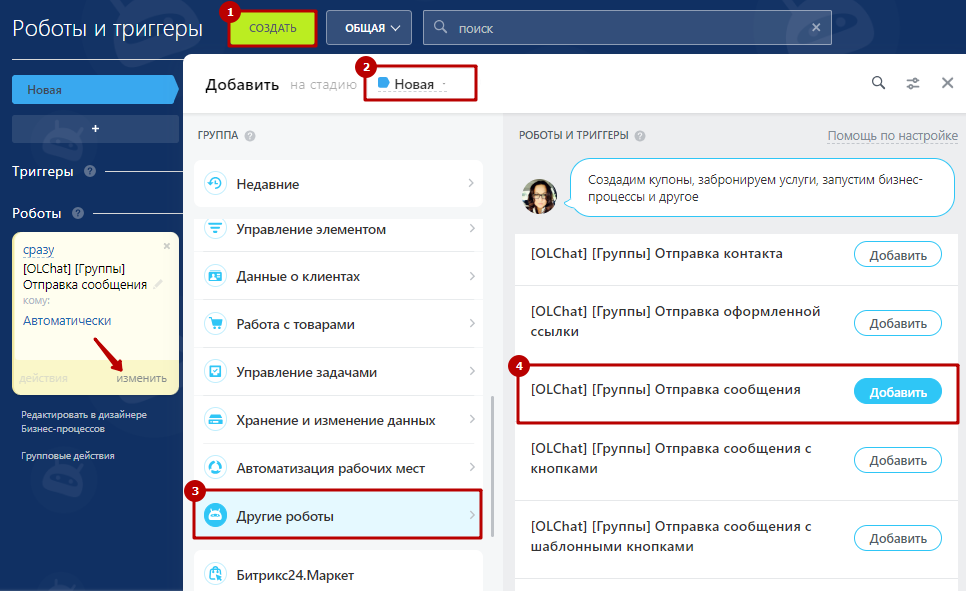 Роботы и триггеры
1
СОЗДАТЬ
ОБЩАЯ
поиск
Новая
+
Триггеры ?
Роботы ?
сразу
[OLChat] [Группы]
Отправка сообщения
кому:
Автоматически
действия
изменить
Редактировать в дизайнере
Бизнес-процессов
Групповые действия
Добавить на стадию
2
Новая
ГРУППА ?
Недавние
Управление элементом
Данные о клиентах
Работа с товарами
Управление задачами
Хранение и изменение данных
Автоматизация рабочих мест
3
Другие роботы
Битрикс24.Маркет
РОБОТЫ И ТРИГГЕРЫ ?
Помощь по настройке
Создадим купоны, забронируем услуги, запустим бизнес-
процессы и другое
[OLChat] [Группы] Отправка контакта
Добавить
[OLChat] [Группы] Отправка оформленной
ссылки
Добавить
4
[OLChat] [Группы] Отправка сообщения
Добавить
[OLChat] [Группы] Отправка сообщения с
кнопками
Добавить
[OLChat] [Группы] Отправка сообщения с
шаблонными кнопками
Добавить